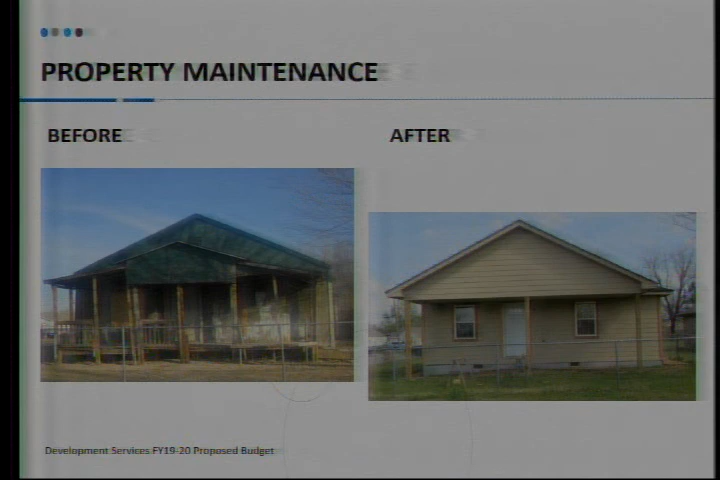 PROPERTY MAINTENANCE
BEFORE
AFTER
Development Services FY19-20 Proposed Budget